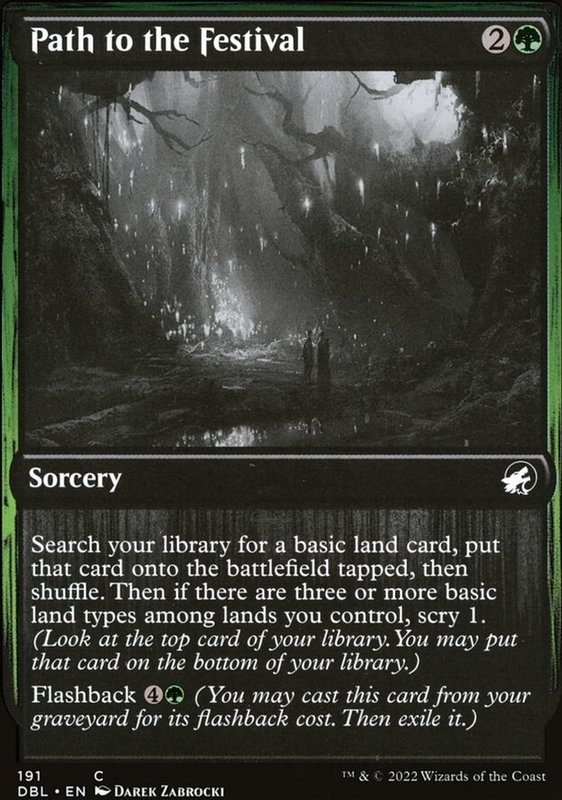 Path to the Festival 2
Sorcery
Search your library for a basic land card, put
that card onto the battlefield tapped, then
shuffle. Then if there are three or more basic
land types among lands you control, scry 1.
(Look at the top card of your library. You may put
that card on the bottom of your library.)
Flashback 4 (You may cast this card from your
graveyard for its flashback cost. Then exile it.)
191 C
DBL • EN DAREK ZABROCKI
™ & © 2022 Wizards of the Coast